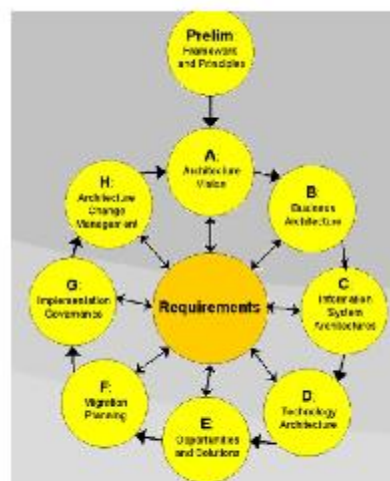 Prelim
Framework
and Principles
A:
Architecture
Vision
B:
Business
Architecture
C:
Information
System
Architectures
D:
Technology
Architecture
E:
Opportunities
and Solutions
F:
Migration
Planning
G:
Implementation
Governance
H:
Architecture
Change
Management
Requirements